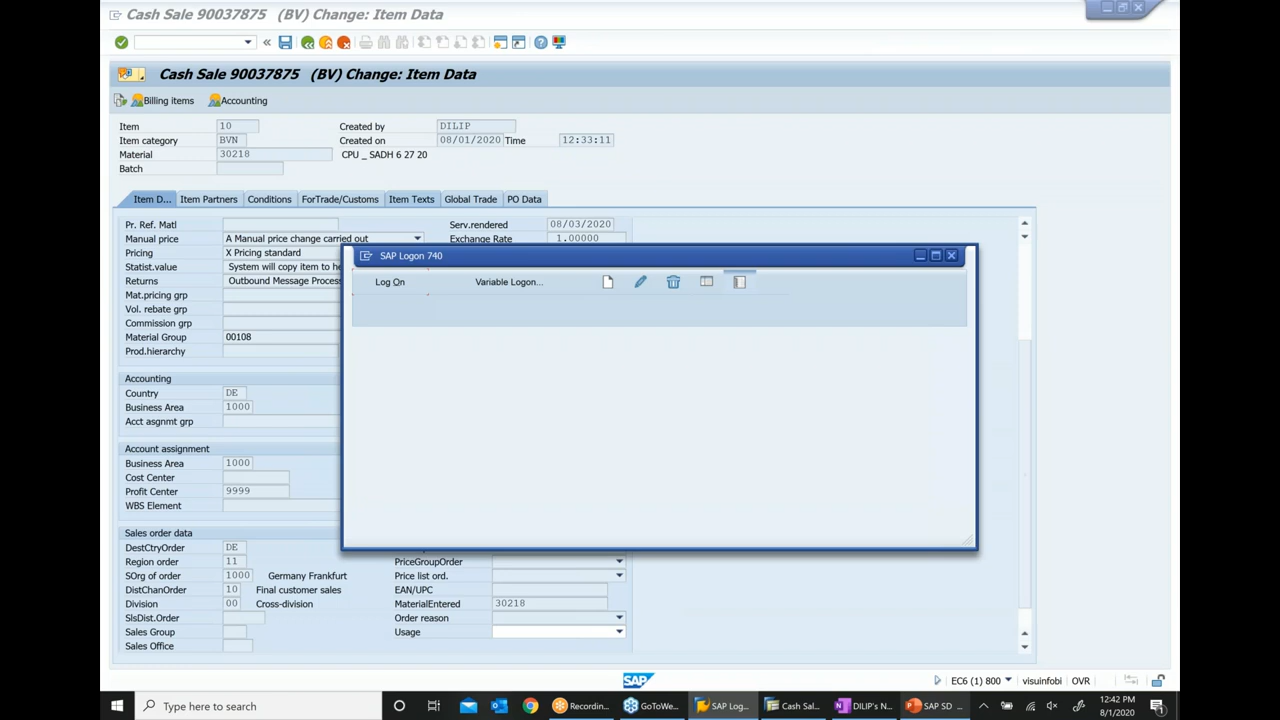 Cash Sale 90037875 (BV) Change: Item Data
Cash Sale 90037875 (BV) Change: Item Data
Billing items Accounting
Item 10 Created by DILIP
Item category BVN Created on 08/01/2020 Time 12:33:11
Material 30218 CPU _ SADH 6 27 20
Batch
Item D... Item Partners Conditions ForTrade/Customs Item Texts Global Trade PO Data
Pr. Ref. Matl Serv.rendered 08/03/2020
Manual price A Manual price change carried out Exchange Rate 1.00000
Pricing X Pricing standard
Statist.value System will copy item to he
Returns Outbound Message Process
Mat.pricing grp
Vol. rebate grp
Commission grp
Material Group 00108
Prod.hierarchy
SAP Logon 740
Log On Variable Logon...
Accounting
Country DE
Business Area 1000
Acct asgnmt grp
Account assignment
Business Area 1000
Cost Center
Profit Center 9999
WBS Element
Sales order data
DestCtryOrder DE
Region order 11 PriceGroupOrder
SOrg of order 1000 Germany Frankfurt Price list ord.
DistChanOrder 10 Final customer sales EAN/UPC
Division 00 Cross-division MaterialEntered 30218
SlsDist.Order Order reason
Sales Group Usage
Sales Office
SAP EC6 (1) 800 visuinfobi OVR
Type here to search Recordin... GoToWe... SAP Log... Cash Sal... DILIP's N... SAP SD ... 12:42 PM
8/1/2020